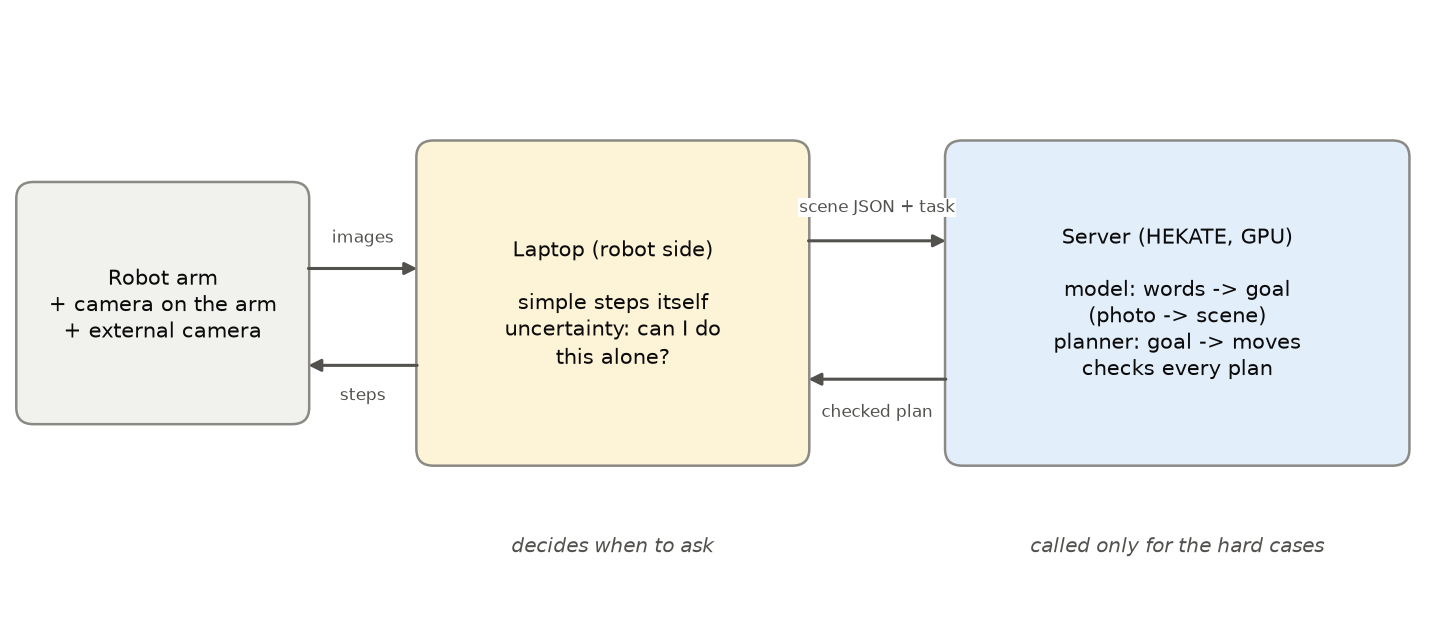 Robot arm
+ camera on the arm
+ external camera
images
steps
Laptop (robot side)
simple steps itself
uncertainty: can I do
this alone?
scene JSON + task
checked plan
Server (HEKATE, GPU)
model: words -> goal
(photo -> scene)
planner: goal -> moves
checks every plan
decides when to ask
called only for the hard cases